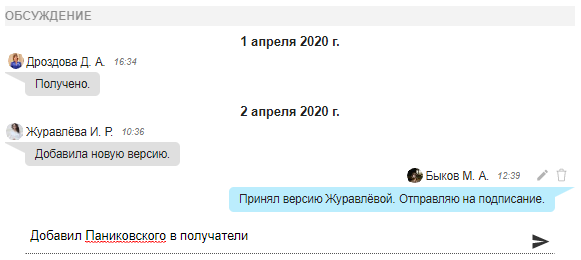 ОБСУЖДЕНИЕ
1 апреля 2020 г.
Дроздова Д. А. 16:34
Получено.
2 апреля 2020 г.
Журавлёва И. Р. 10:36
Добавила новую версию.
Быков М. А. 12:39
Принял версию Журавлёвой. Отправляю на подписание.
Добавил Паниковского в получатели